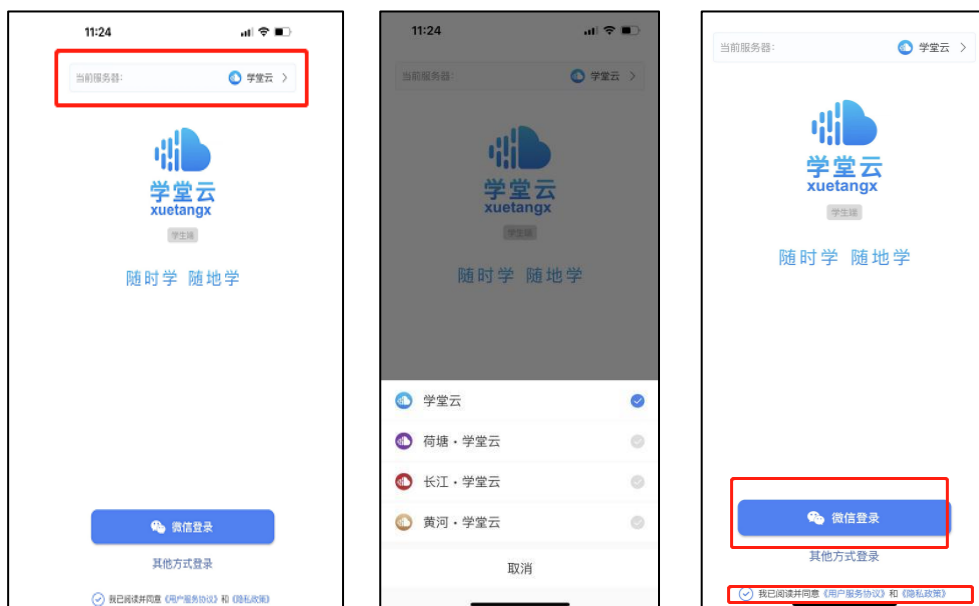 11:24
当前服务器:
学堂云
学堂云
xuetangx
学生端
随时学 随地学
微信登录
其他方式登录
我已阅读并同意《用户服务协议》和《隐私政策》
11:24
当前服务器:
学堂云
学堂云
xuetangx
学生端
随时学 随地学
学堂云
荷塘·学堂云
长江·学堂云
黄河·学堂云
取消
当前服务器:
学堂云
学堂云
xuetangx
学生端
随时学 随地学
微信登录
其他方式登录
我已阅读并同意《用户服务协议》和《隐私政策》